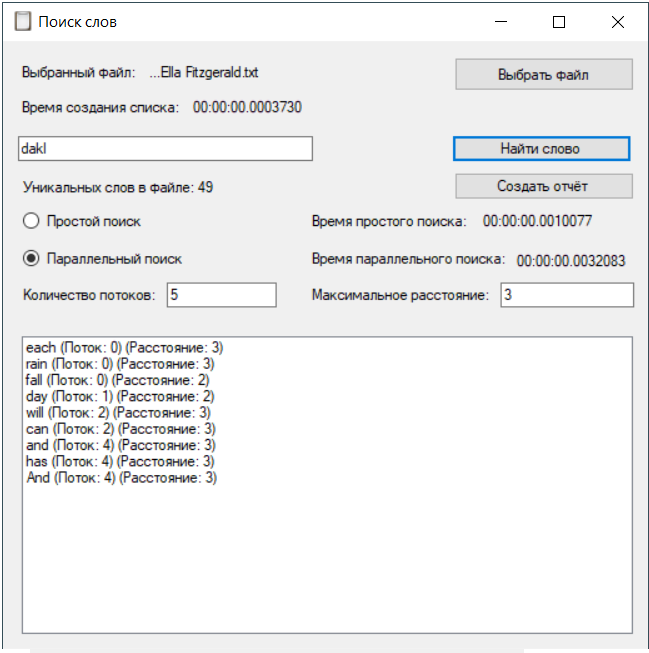 Поиск слов
Выбранный файл: ...Ella Fitzgerald.txt
Выбрать файл
Время создания списка: 00:00:00.0003730
dakl
Найти слово
Уникальных слов в файле: 49
Создать отчёт
Простой поиск
Время простого поиска: 00:00:00.0010077
Параллельный поиск
Время параллельного поиска: 00:00:00.0032083
Количество потоков: 5
Максимальное расстояние: 3
each (Поток: 0) (Расстояние: 3)
rain (Поток: 0) (Расстояние: 3)
fall (Поток: 0) (Расстояние: 2)
day (Поток: 1) (Расстояние: 2)
will (Поток: 2) (Расстояние: 3)
can (Поток: 2) (Расстояние: 3)
and (Поток: 4) (Расстояние: 3)
has (Поток: 4) (Расстояние: 3)
And (Поток: 4) (Расстояние: 3)